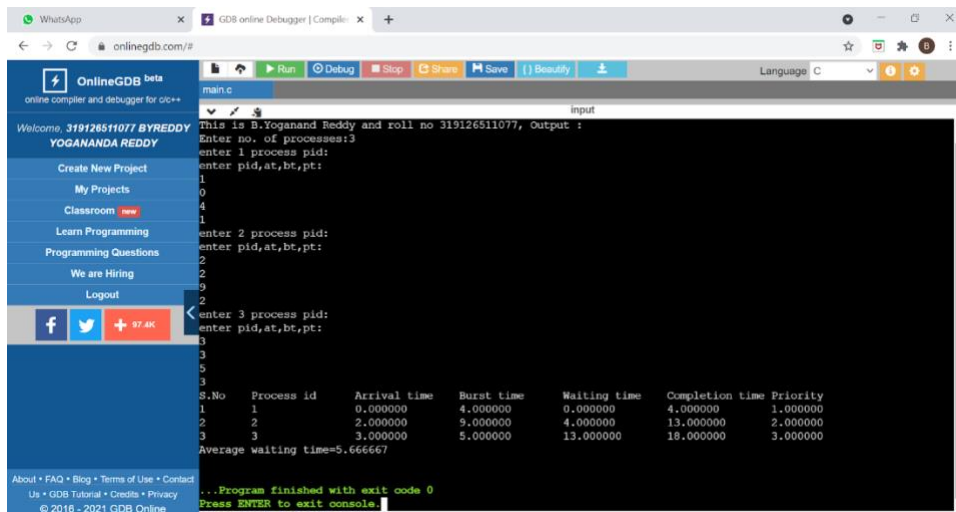 WhatsApp
GDB online Debugger | Compiler
onlinegdb.com/#
B
OnlineGDB beta
online compiler and debugger for c/c++
Welcome, 319126511077 BYREDDY
YOGANANDA REDDY
Create New Project
My Projects
Classroom new
Learn Programming
Programming Questions
We are Hiring
Logout
97.4K
About • FAQ • Blog • Terms of Use • Contact
Us • GDB Tutorial • Credits • Privacy
© 2016 - 2021 GDB Online
Run Debug Stop Share Save { } Beautify
Language C
main.c
input
This is B.Yoganand Reddy and roll no 319126511077, Output :
Enter no. of processes:3
enter 1 process pid:
enter pid,at,bt,pt:
1
0
4
1
enter 2 process pid:
enter pid,at,bt,pt:
2
2
9
2
enter 3 process pid:
enter pid,at,bt,pt:
3
3
5
3
S.No Process id Arrival time Burst time Waiting time Completion time Priority
1 1 0.000000 4.000000 0.000000 4.000000 1.000000
2 2 2.000000 9.000000 4.000000 13.000000 2.000000
3 3 3.000000 5.000000 13.000000 18.000000 3.000000
Average waiting time=5.666667
...Program finished with exit code 0
Press ENTER to exit console.